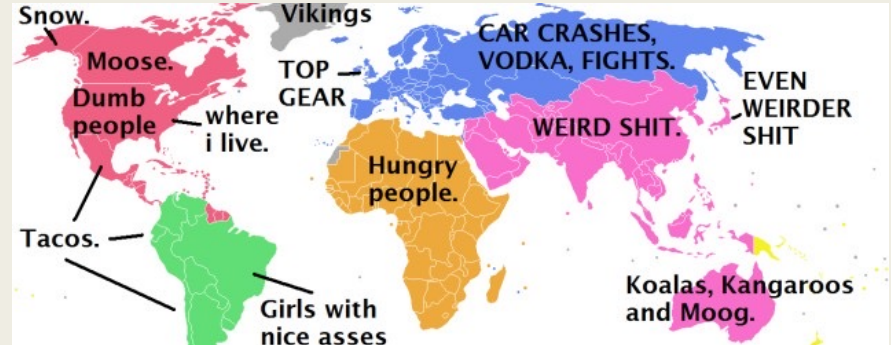 Snow.
Vikings
Moose.
CAR CRASHES,
VODKA, FIGHTS.
TOP
GEAR
EVEN
WEIRDER
SHIT
Dumb
people
where
i live.
WEIRD SHIT.
Hungry
people.
Tacos.
Girls with
nice asses
Koalas, Kangaroos
and Moog.